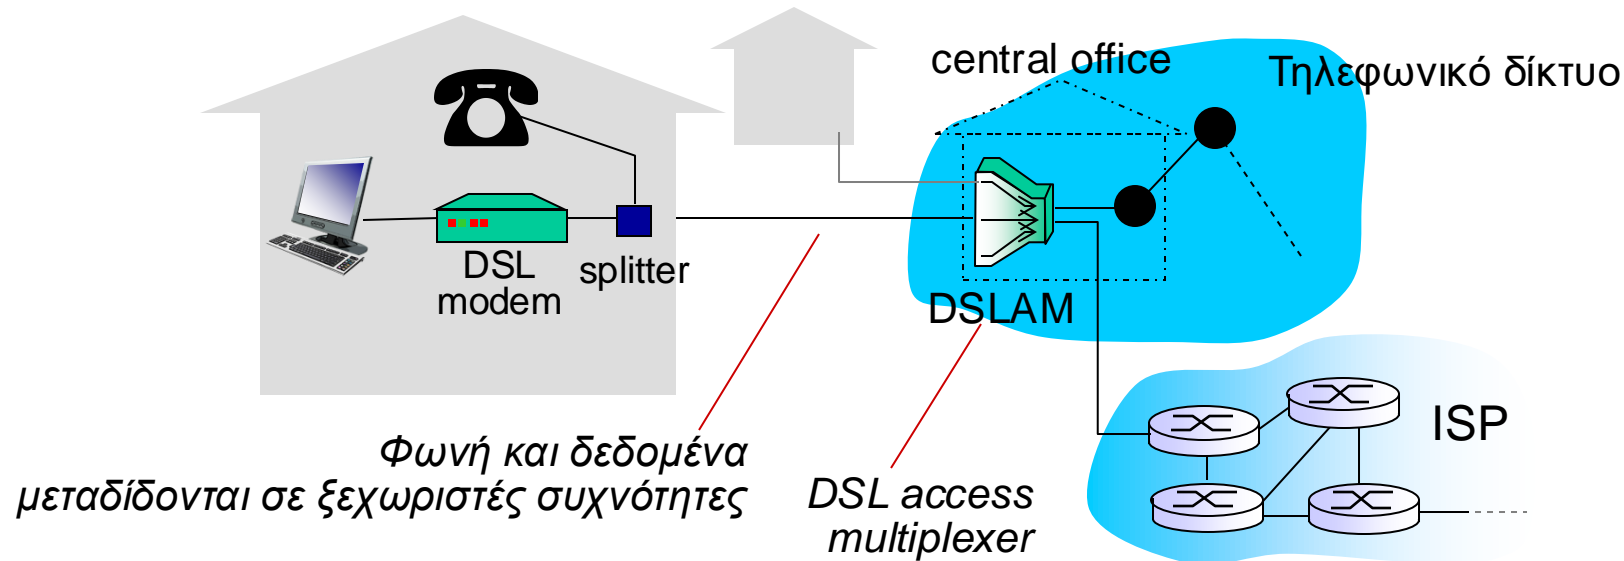 central office
Τηλεφωνικό δίκτυο
DSL
modem
splitter
DSLAM
ISP
Φωνή και δεδομένα
μεταδίδονται σε ξεχωριστές συχνότητες
DSL access
multiplexer